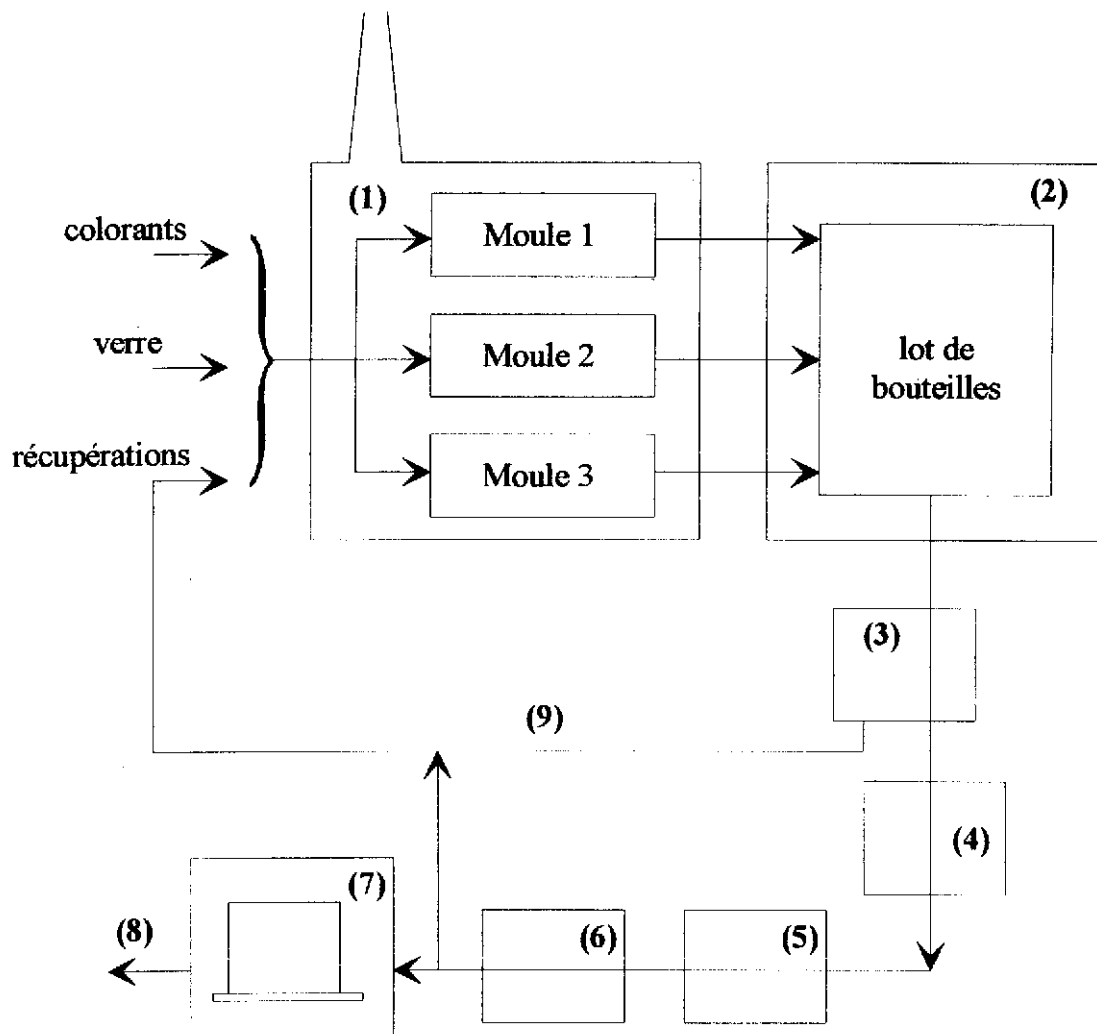 (1)
(2)
colorants
Moule 1
verre
Moule 2
lot de
bouteilles
récupérations
Moule 3
(3)
(9)
(4)
(7)
(8)
(6)
(5)